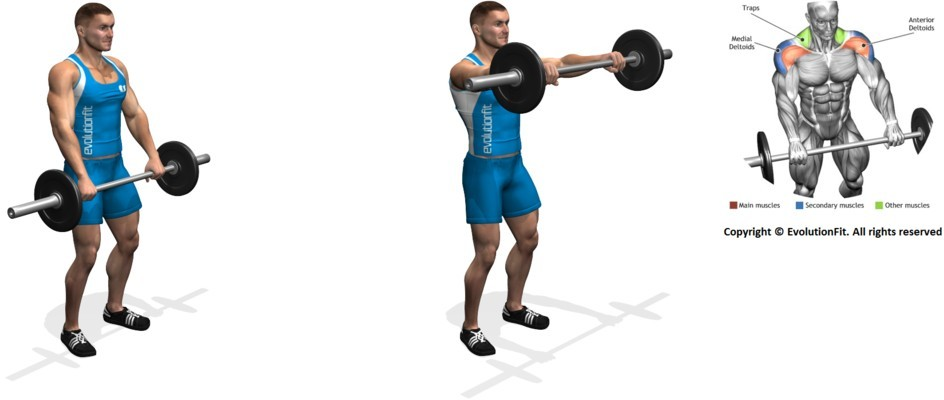 evolutionfit
evolutionfit
Traps
Anterior
Deltoids
Medial
Deltoids
Main muscles
Secondary muscles
Other muscles
Copyright © EvolutionFit. All rights reserved